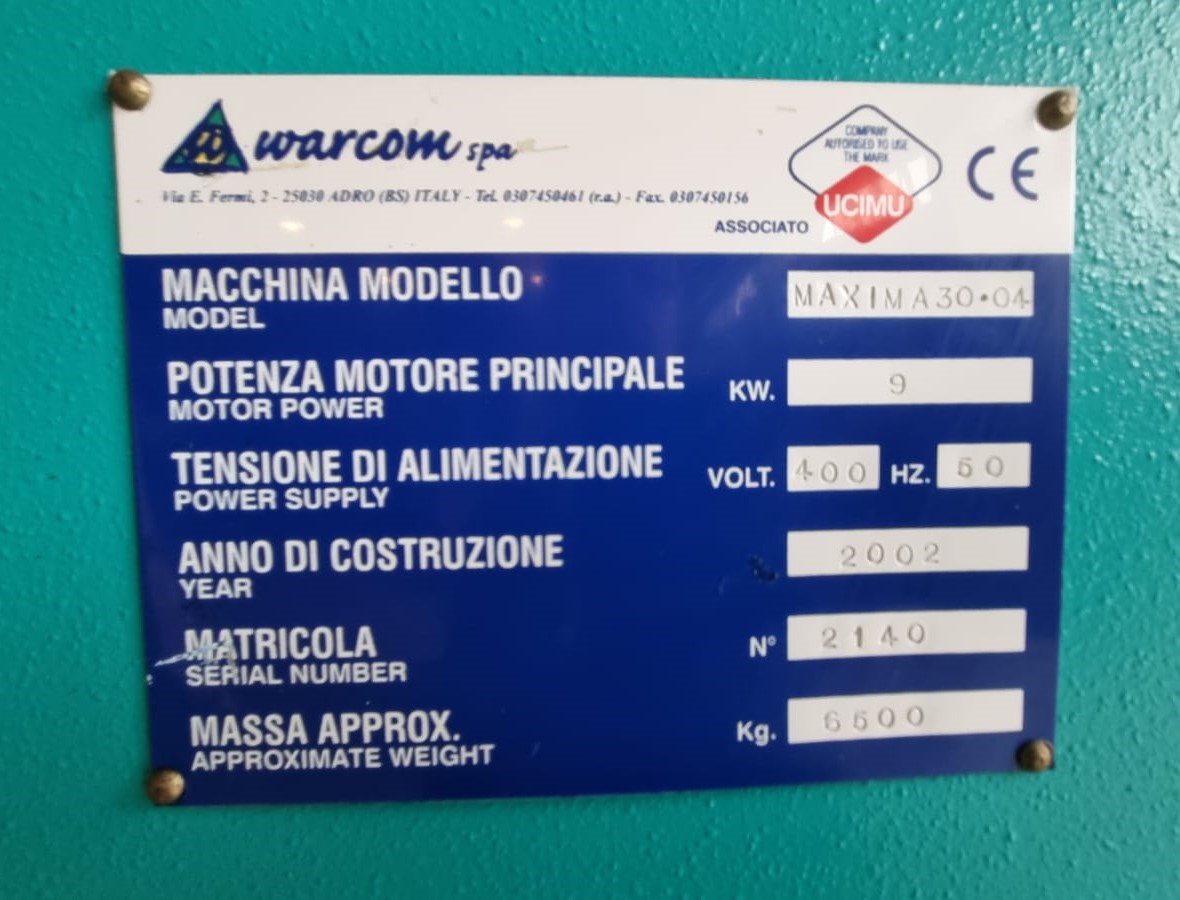 warcom spa
Via E. Fermi, 2 - 25030 ADRO (BS) ITALY - Tel. 0307450461 (r.a.) - Fax. 0307450156
COMPANY
AUTORISED TO USE
THE MARK
UCIMU
ASSOCIATO
CE
MACCHINA MODELLO MAXIMA30•04
MODEL
POTENZA MOTORE PRINCIPALE KW. 9
MOTOR POWER
TENSIONE DI ALIMENTAZIONE VOLT. 400 HZ. 50
POWER SUPPLY
ANNO DI COSTRUZIONE 2002
YEAR
MATRICOLA N° 2140
SERIAL NUMBER
MASSA APPROX. Kg. 6500
APPROXIMATE WEIGHT